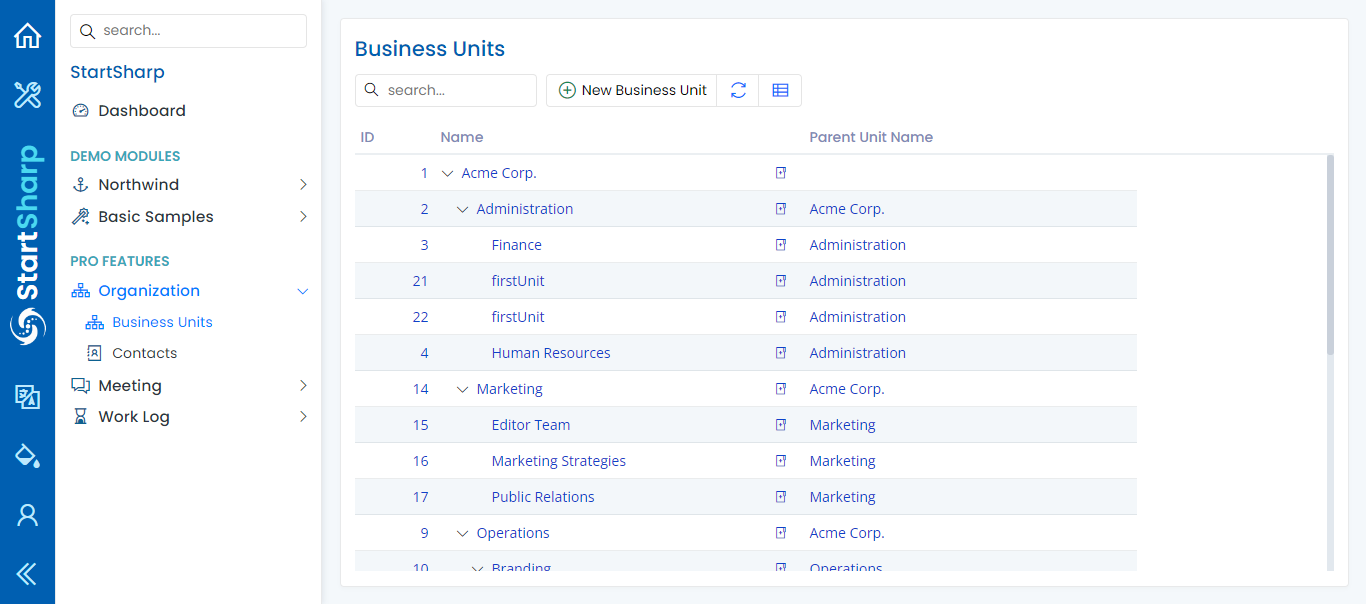 StartSharp
search...
StartSharp
Dashboard
DEMO MODULES
Northwind
Basic Samples
PRO FEATURES
Organization
Business Units
Contacts
Meeting
Work Log
Business Units
search... New Business Unit
ID Name Parent Unit Name
1 Acme Corp.
2 Administration Acme Corp.
3 Finance Administration
21 firstUnit Administration
22 firstUnit Administration
4 Human Resources Administration
14 Marketing Acme Corp.
15 Editor Team Marketing
16 Marketing Strategies Marketing
17 Public Relations Marketing
9 Operations Acme Corp.
10 Branding Operations